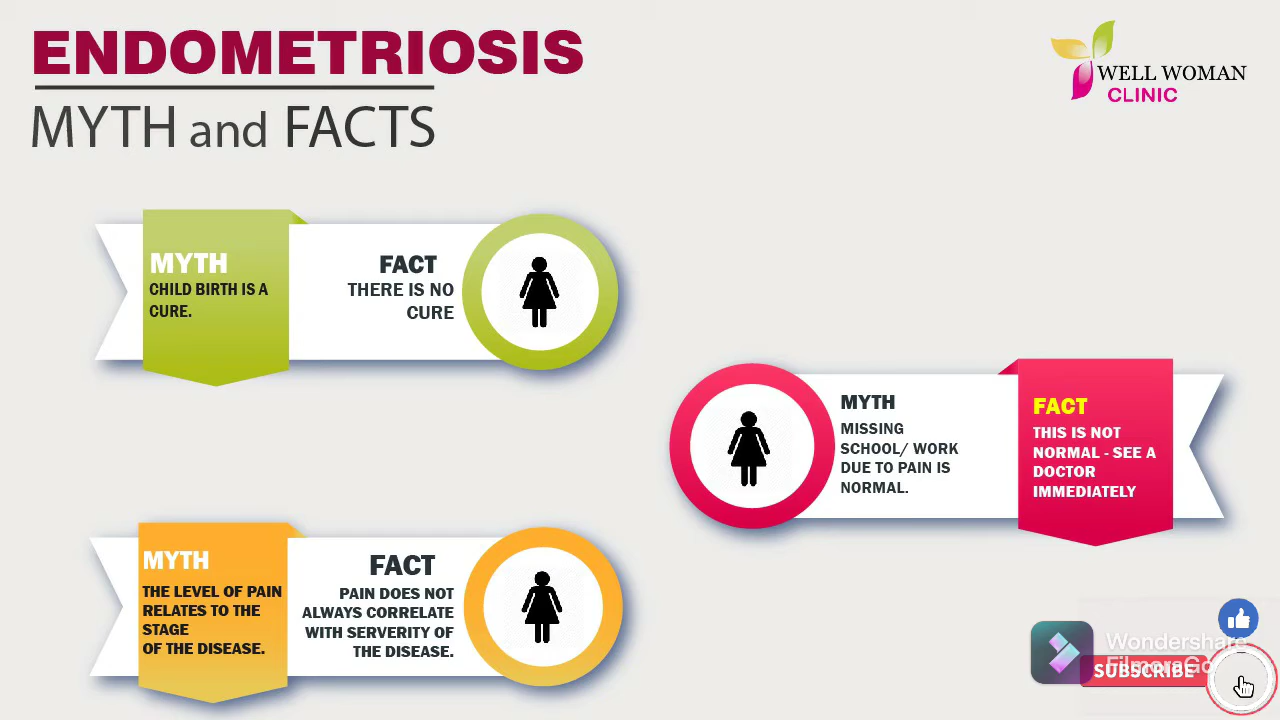 ENDOMETRIOSIS
MYTH and FACTS
WELL WOMAN
CLINIC
MYTH
CHILD BIRTH IS A
CURE.
FACT
THERE IS NO
CURE
MYTH
MISSING
SCHOOL/ WORK
DUE TO PAIN IS
NORMAL.
FACT
THIS IS NOT
NORMAL - SEE A
DOCTOR
IMMEDIATELY
MYTH
THE LEVEL OF PAIN
RELATES TO THE
STAGE
OF THE DISEASE.
FACT
PAIN DOES NOT
ALWAYS CORRELATE
WITH SERVERITY OF
THE DISEASE.
Wondershare
SUBSCRIBE